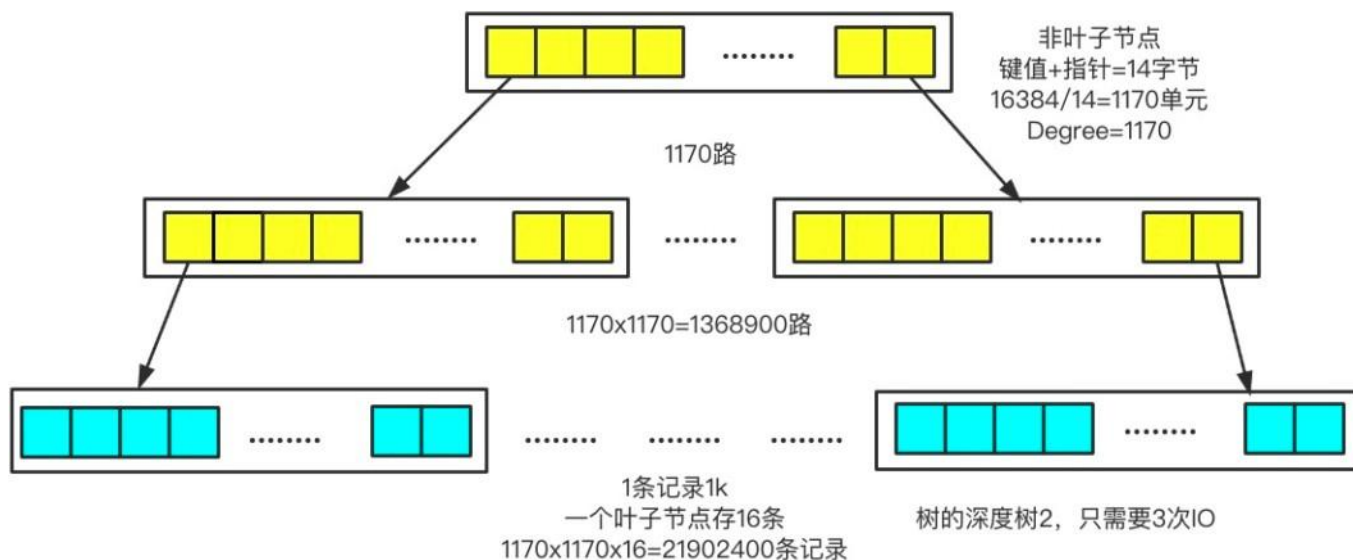 非叶子节点
键值+指针=14字节
16384/14=1170单元
Degree=1170
1170路
1170x1170=1368900路
1条记录1k
一个叶子节点存16条
1170x1170x16=21902400条记录
树的深度树2，只需要3次IO